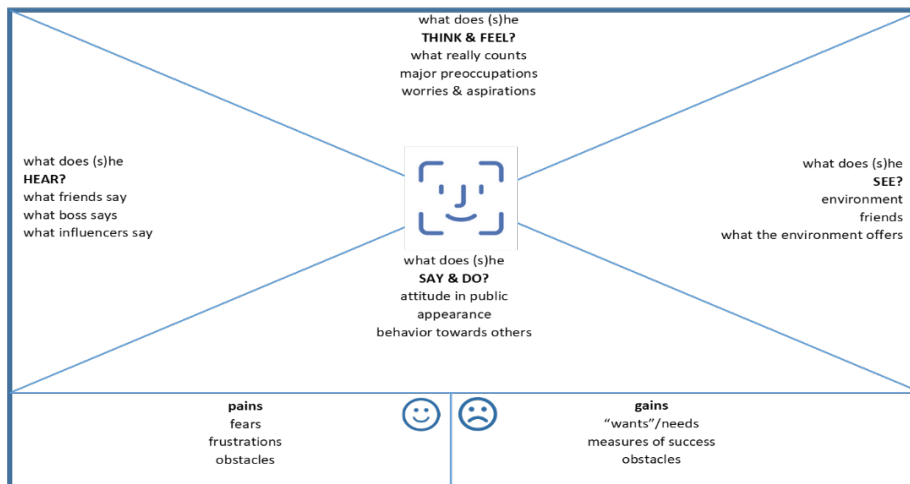 what does (s)he
THINK & FEEL?
what really counts
major preoccupations
worries & aspirations
what does (s)he
HEAR?
what friends say
what boss says
what influencers say
what does (s)he
SEE?
environment
friends
what the environment offers
what does (s)he
SAY & DO?
attitude in public
appearance
behavior towards others
pains
fears
frustrations
obstacles
gains
“wants”/needs
measures of success
obstacles